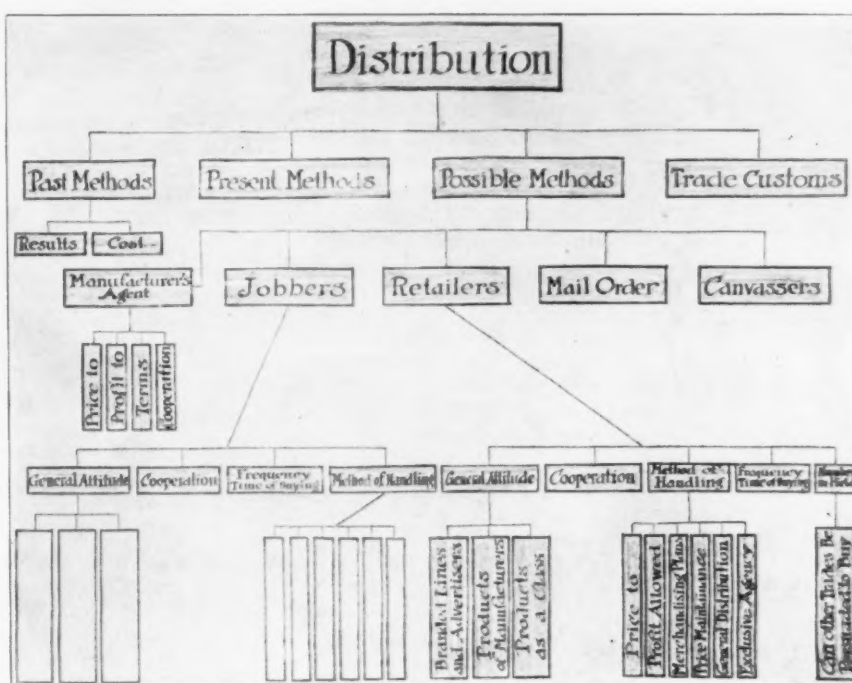 Distribution
Past Methods
Present Methods
Possible Methods
Trade Customs
Results
Cost
Manufacturer's
Agent
Jobbers
Retailers
Mail Order
Canvassers
Price to
Profit to
Terms
Cooperation
General Attitude
Cooperation
Frequency
Time of Buying
Method of Handling
General Attitude
Cooperation
Method of
Handling
Frequency
Time of Buying
Branded Lines
and Advertisers
Products
of Manufacturers
Products
as a Class
Price to
Profit Allowed
Merchandising Plans
Price Maintainance
General Distribution
Exclusive Agency
Can other Trades Be
Persuaded to Buy